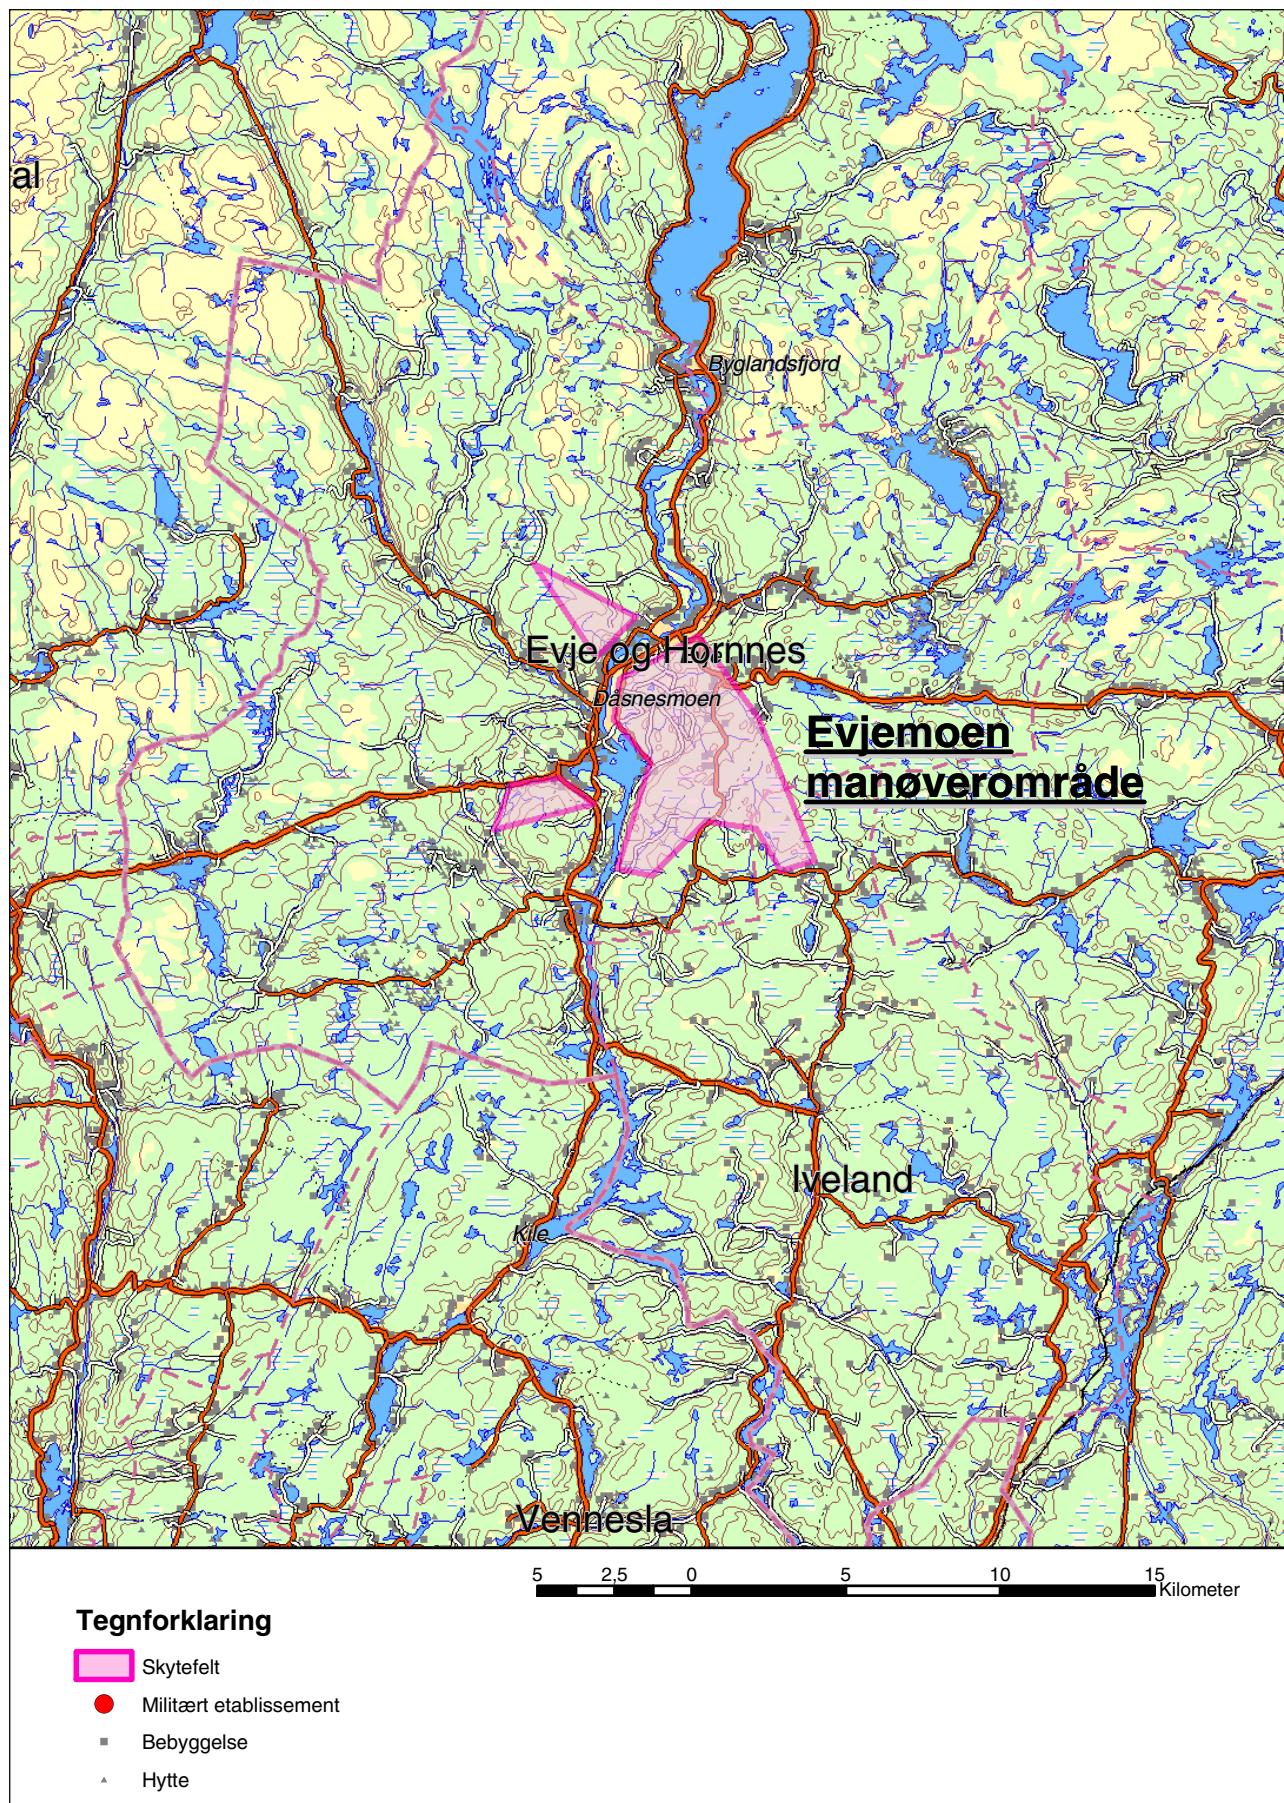 al
Byglandsfjord
Evje og Hornnes
Dåsnesmoen
Evjemoen
manøverområde
Iveland
Kile
Vennesla
5 2,5 0 5 10 15
Kilometer
Tegnforklaring
Skytefelt
Militært etablissement
Bebyggelse
Hytte